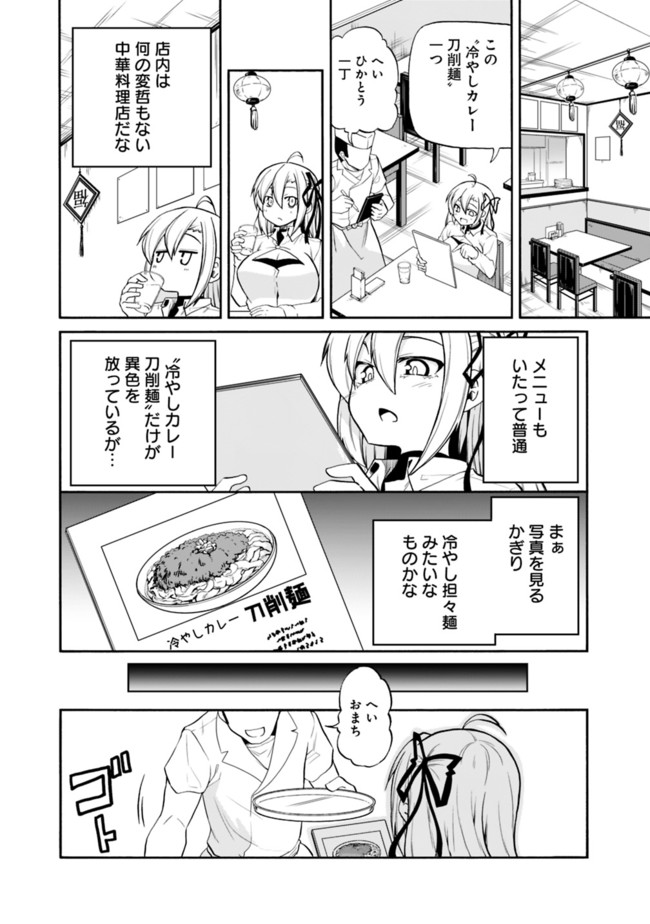 この
〝冷やしカレー
刀削麺〟
一つ
へい
ひかとう
一丁
店内は
何の変哲もない
中華料理店だな
福
福
メニューも
いたって普通
〝冷やしカレー
刀削麺〟だけが
異色を
放っているが…
まぁ
写真を見る
かぎり
冷やし担々麺
みたいな
ものかな
冷やしカレー 刀削麺
へい
おまち
ゴトッ